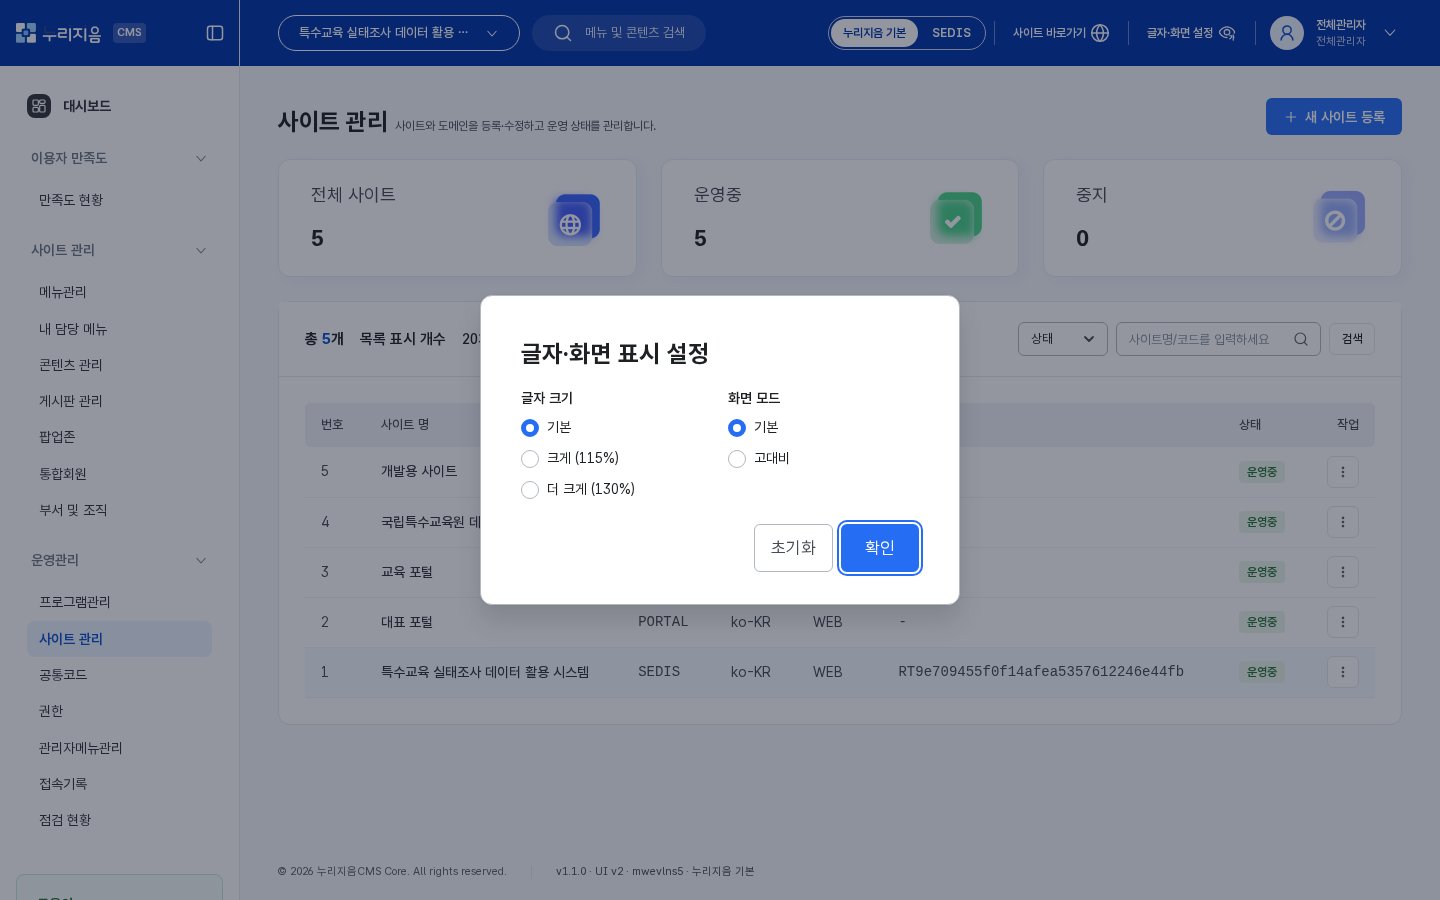 누리지음 CMS
특수교육 실태조사 데이터 활용 ···
메뉴 및 콘텐츠 검색
누리지음 기본
SEDIS
사이트 바로가기
글자·화면 설정
전체관리자
전체관리자
대시보드
이용자 만족도
만족도 현황
사이트 관리
메뉴관리
내 담당 메뉴
콘텐츠 관리
게시판 관리
팝업존
통합회원
부서 및 조직
운영관리
프로그램관리
사이트 관리
공통코드
권한
관리자메뉴관리
접속기록
점검 현황
사이트 관리 사이트와 도메인을 등록·수정하고 운영 상태를 관리합니다.
+ 새 사이트 등록
전체 사이트
5
운영중
5
중지
0
총 5개 목록 표시 개수
상태
사이트명/코드를 입력하세요
검색
번호 사이트 명 상태 작업
5 개발용 사이트 운영중
4 국립특수교육원 운영중
3 교육 포털 운영중
2 대표 포털 PORTAL ko-KR WEB - 운영중
1 특수교육 실태조사 데이터 활용 시스템 SEDIS ko-KR WEB RT9e709455f0f14afea5357612246e44fb 운영중
글자·화면 표시 설정
글자 크기
기본
크게 (115%)
더 크게 (130%)
화면 모드
기본
고대비
초기화
확인
© 2026 누리지음CMS Core. All rights reserved.
v1.1.0 · UI v2 · mwevlns5 · 누리지음 기본